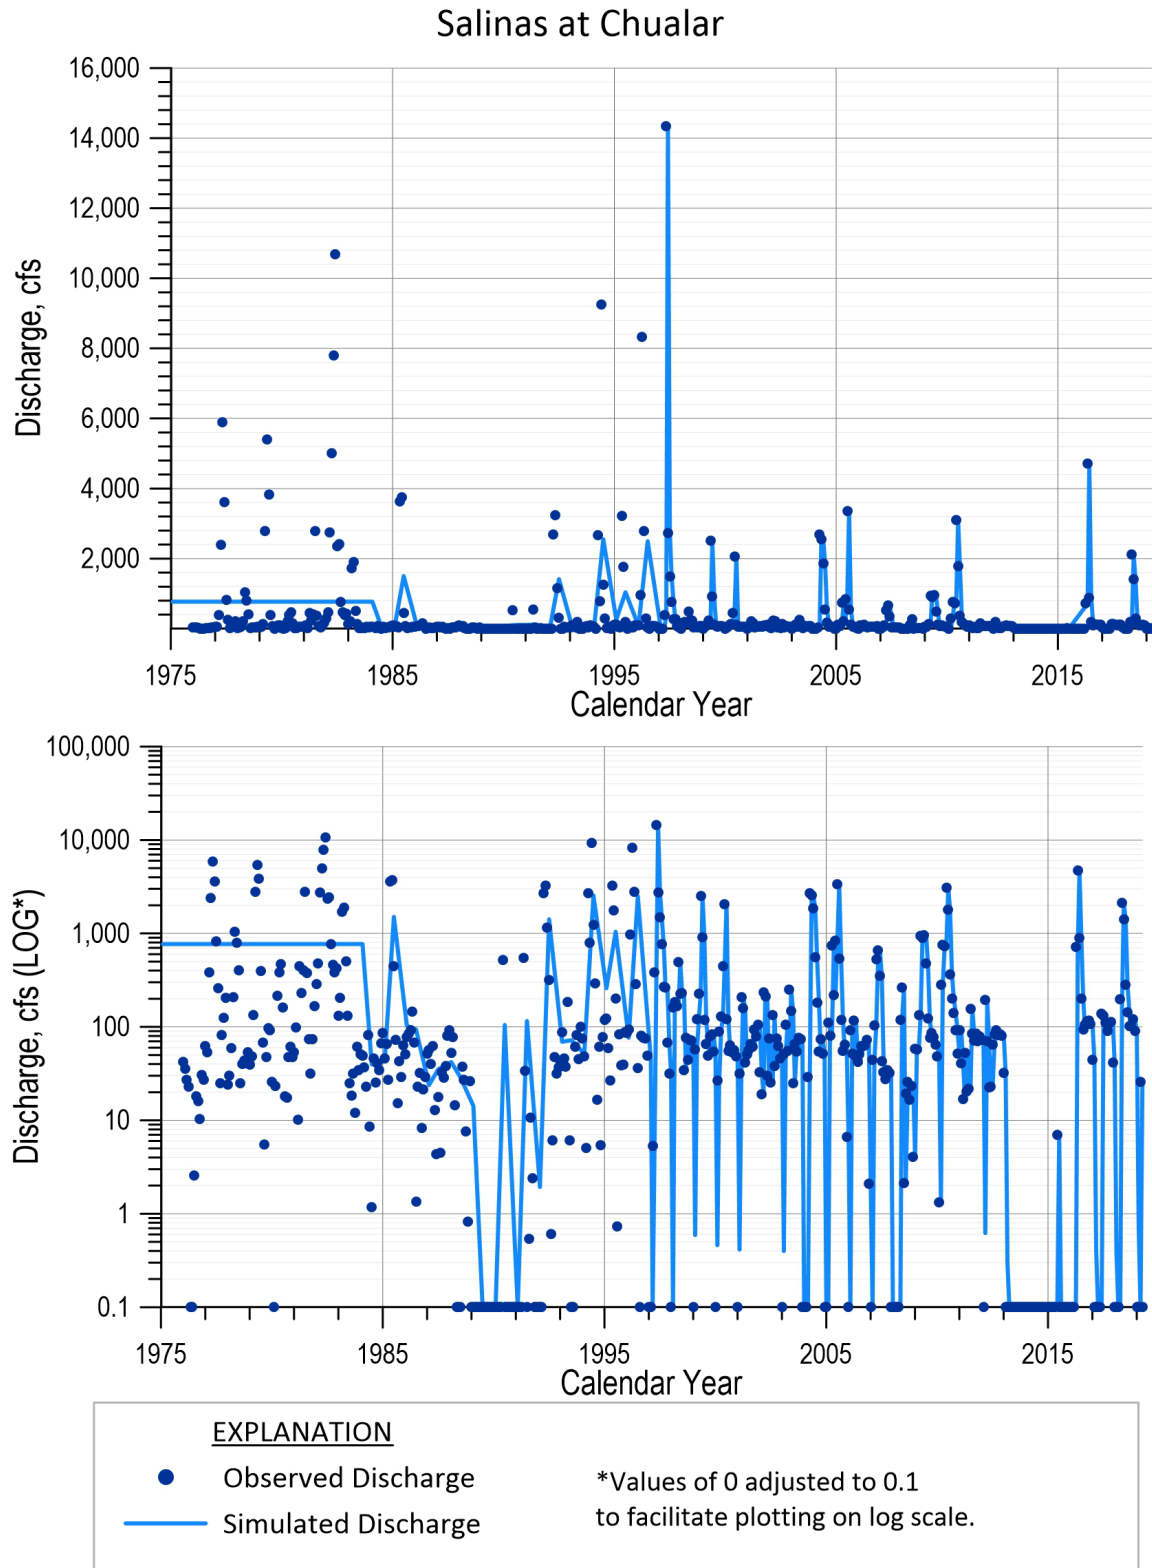 Salinas at Chualar
16,000
14,000
12,000
10,000
8,000
6,000
4,000
2,000
Discharge, cfs
1975 1985 1995 2005 2015
Calendar Year
100,000
10,000
1,000
100
10
1
0.1
Discharge, cfs (LOG*)
1975 1985 1995 2005 2015
Calendar Year
EXPLANATION
Observed Discharge
Simulated Discharge
*Values of 0 adjusted to 0.1
to facilitate plotting on log scale.